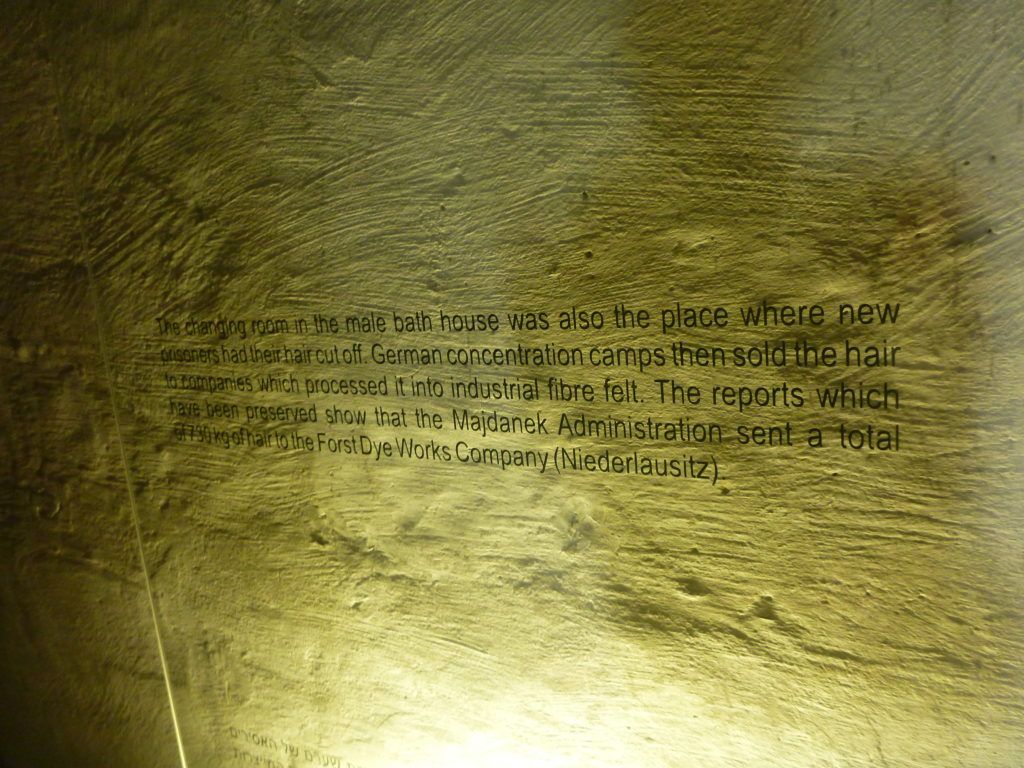 The changing room in the male bath house was also the place where new
prisoners had their hair cut off. German concentration camps then sold the hair
to companies which processed it into industrial fibre felt. The reports which
have been preserved show that the Majdanek Administration sent a total
of 730 kg of hair to the Forst Dye Works Company (Niederlausitz).